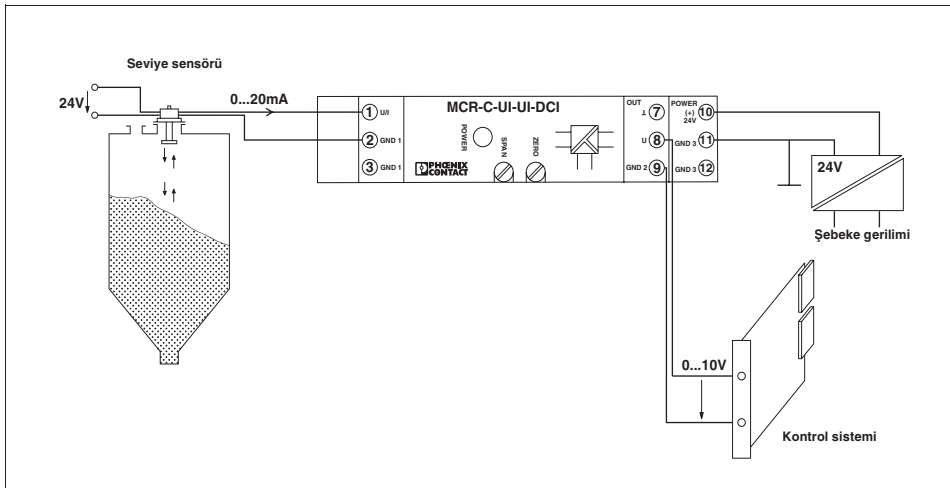 Seviye sensörü
24V
0...20mA
1 U/I
2 GND 1
3 GND 1
MCR-C-UI-UI-DCI
POWER
SPAN
ZERO
PHŒNIX
CONTACT
OUT
I 7
U 8
GND 2 9
POWER
(+) 10
24V
GND 3 11
GND 3 12
24V
Şebeke gerilimi
0...10V
Kontrol sistemi